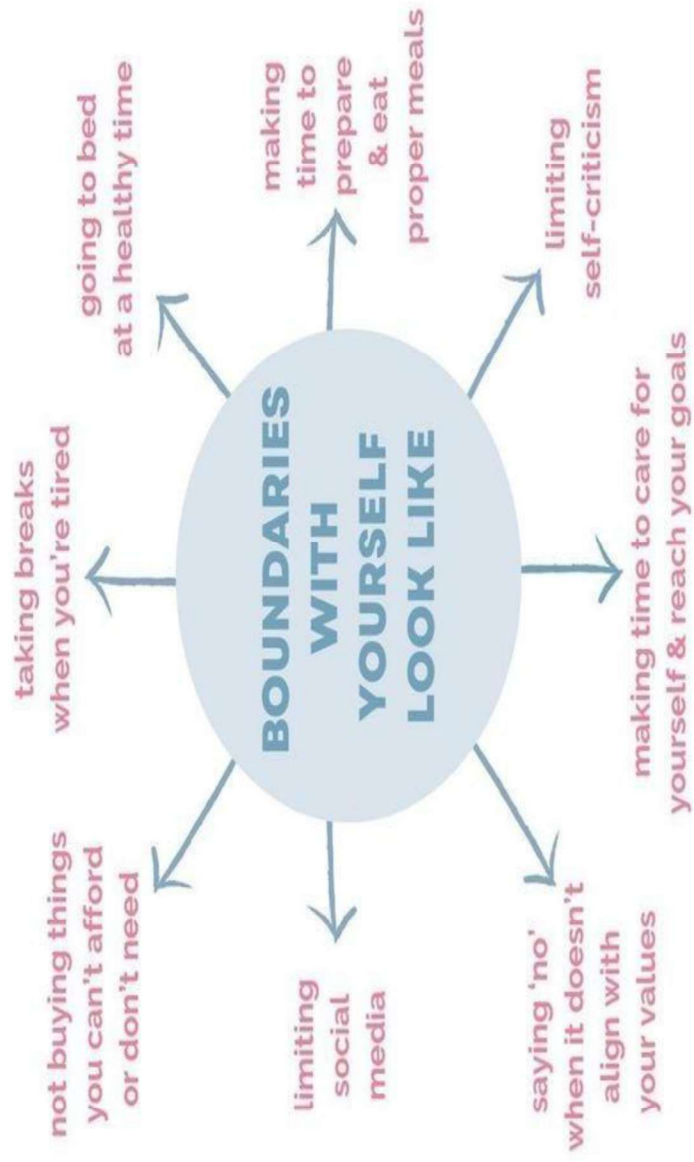 BOUNDARIES
WITH
YOURSELF
LOOK LIKE
taking breaks
when you're tired
going to bed
at a healthy time
making
time to
prepare
& eat
proper meals
limiting
self-criticism
making time to care for
yourself & reach your goals
saying 'no'
when it doesn't
align with
your values
limiting
social
media
not buying things
you can't afford
or don't need